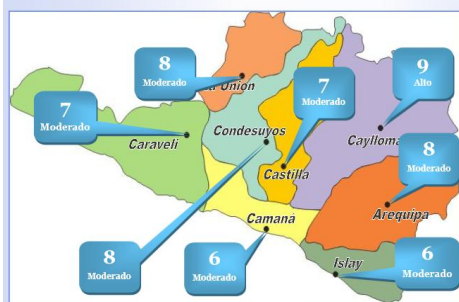 8
Moderado
La Unión
7
Moderado
9
Alto
7
Moderado
Caraveli
Condesuyos
Castilla
Caylloma
8
Moderado
Camaná
Arequipa
8
Moderado
6
Moderado
Islay
6
Moderado